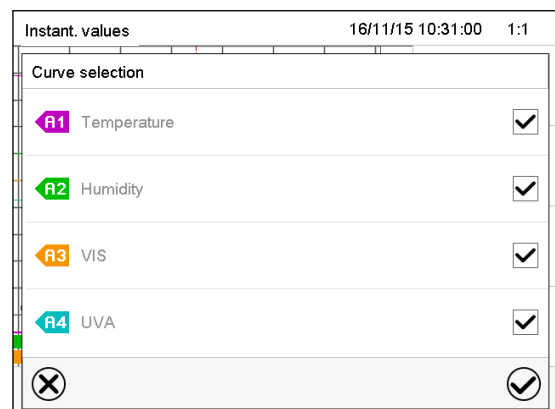 Instant. values 16/11/15 10:31:00 1:1
Curve selection
A1 Temperature
A2 Humidity
A3 VIS
A4 UVA